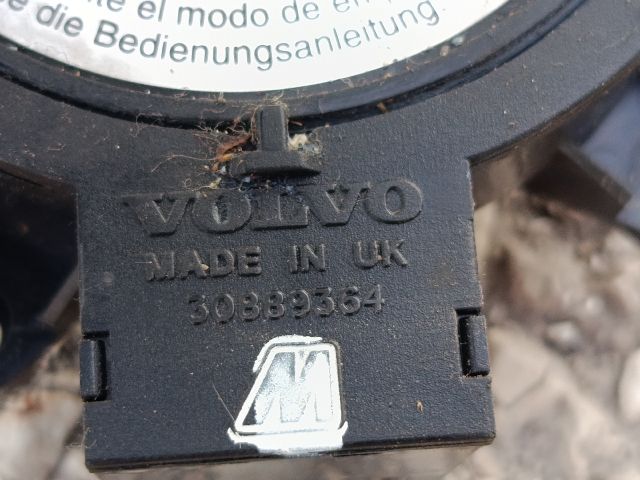 el modo de
die Bedienungsanleitung.
VOLVO
MADE IN UK
30889364
M